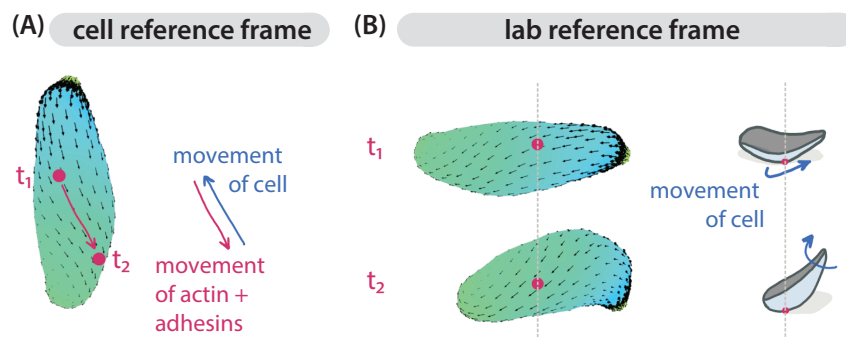 (A) cell reference frame
(B) lab reference frame
t₁
t₂
movement
of cell
movement
of actin +
adhesins
t₁
t₂
movement
of cell